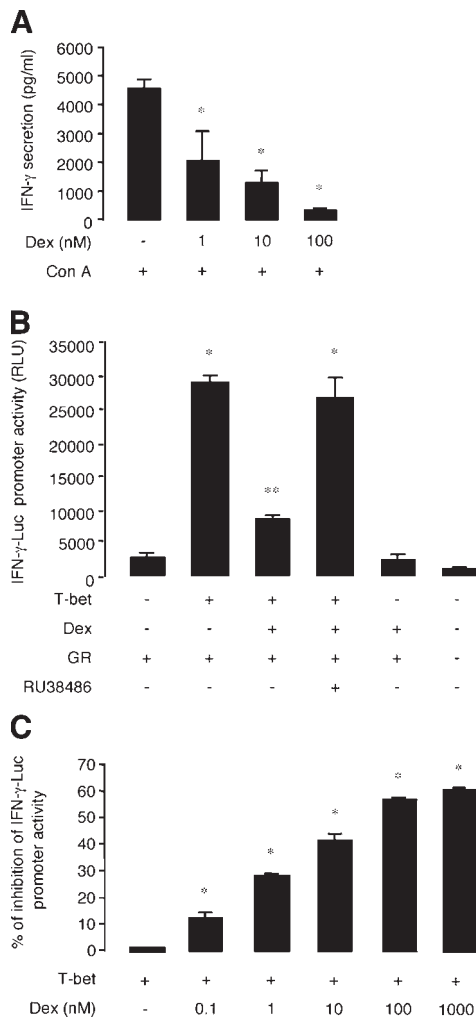 A
IFN-γ secretion (pg/ml)
6000
5000
4000
3000
2000
1000
0
* * *
Dex (nM) - 1 10 100
Con A + + + +
B
IFN-γ-Luc promoter activity (RLU)
35000
30000
25000
20000
15000
10000
5000
0
* ** *
T-bet - + + + - -
Dex - - + + + -
GR + + + + + -
RU38486 - - - + - -
C
% of inhibition of IFN-γ-Luc
promoter activity
70
60
50
40
30
20
10
0
* * * * *
T-bet + + + + + +
Dex (nM) - 0.1 1 10 100 1000